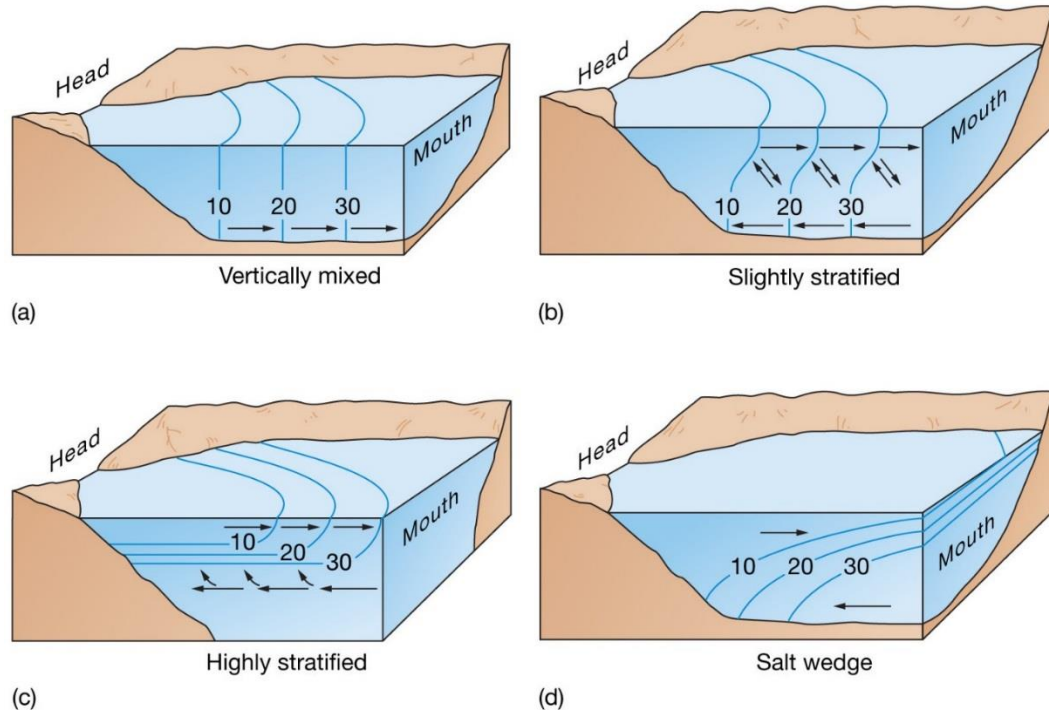 Head
Mouth
10 20 30
Vertically mixed
(a)
Head
Mouth
10 20 30
Slightly stratified
(b)
Head
Mouth
10 20 30
Highly stratified
(c)
Head
Mouth
10 20 30
Salt wedge
(d)